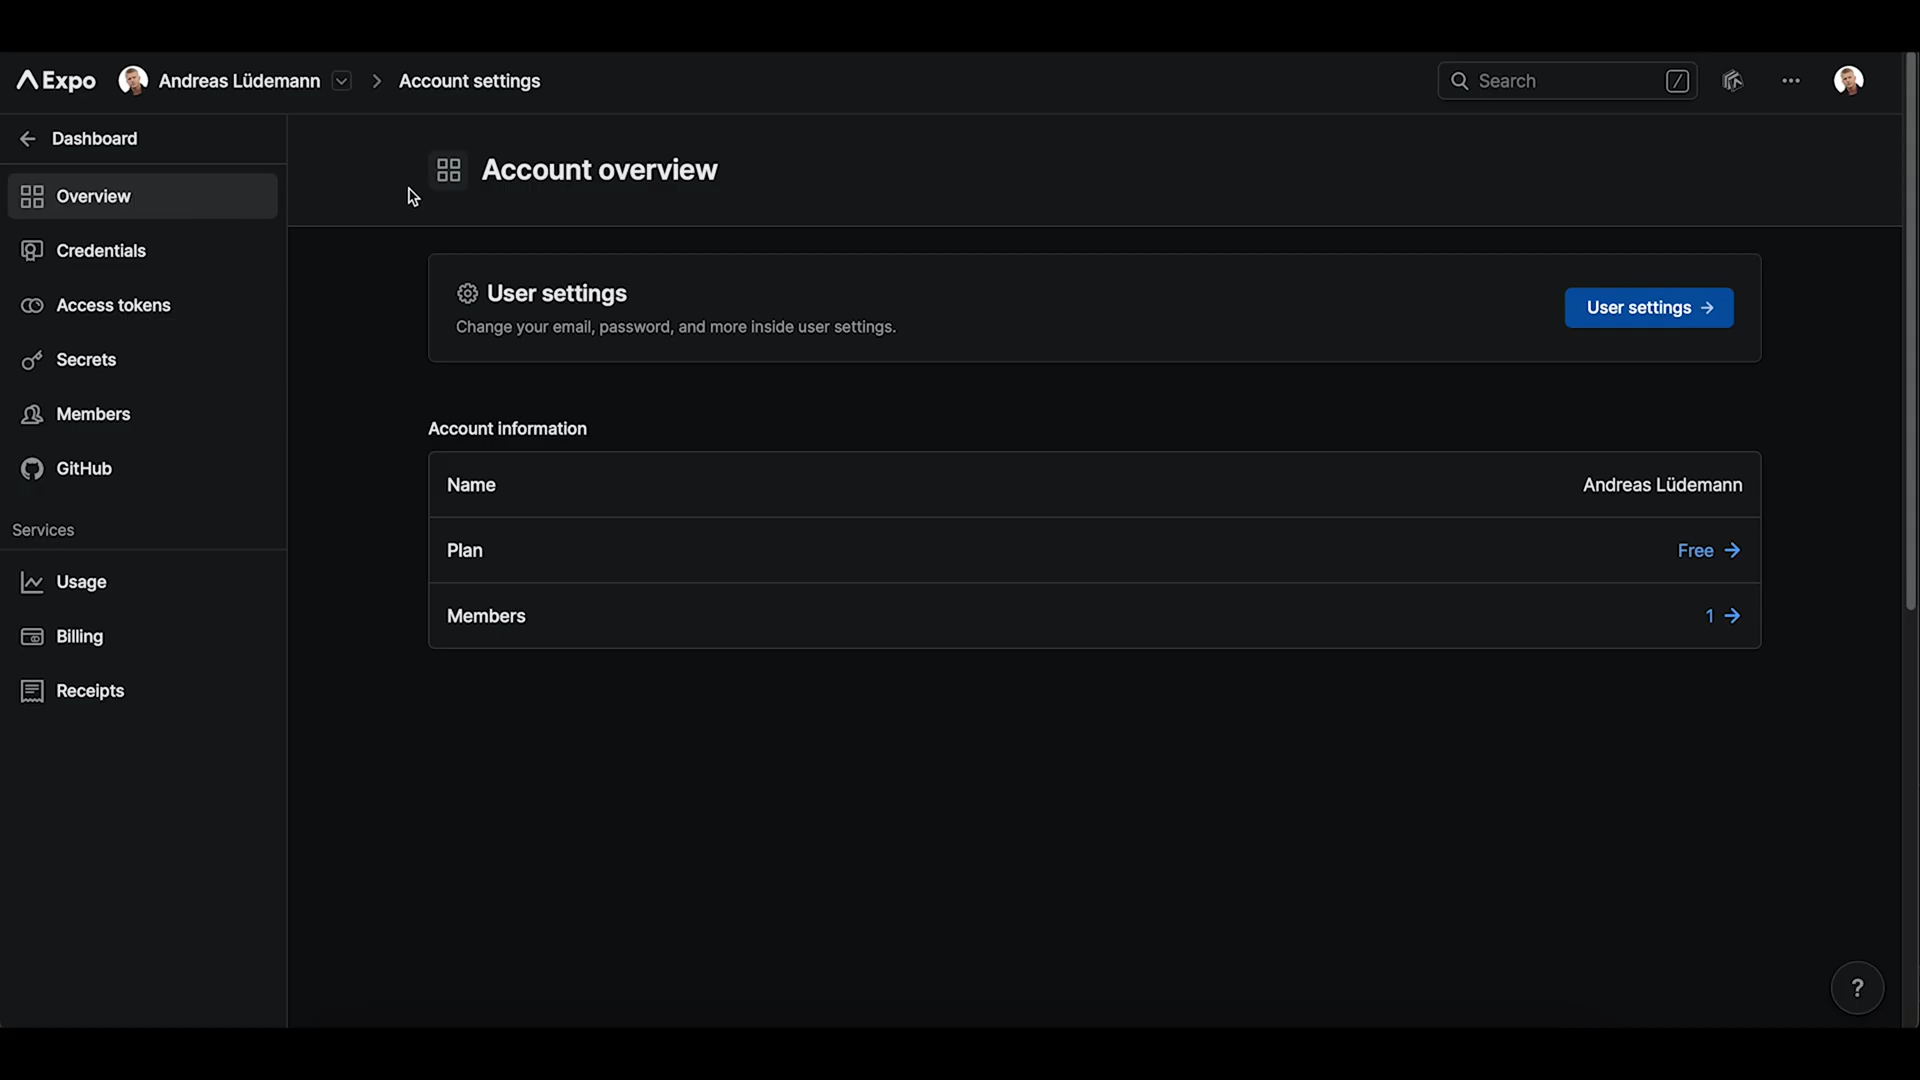 Expo
Andreas Lüdemann
Account settings
Search
/
Dashboard
Overview
Credentials
Access tokens
Secrets
Members
GitHub
Services
Usage
Billing
Receipts
Account overview
User settings
Change your email, password, and more inside user settings.
User settings →
Account information
Name
Andreas Lüdemann
Plan
Free →
Members
1 →
?